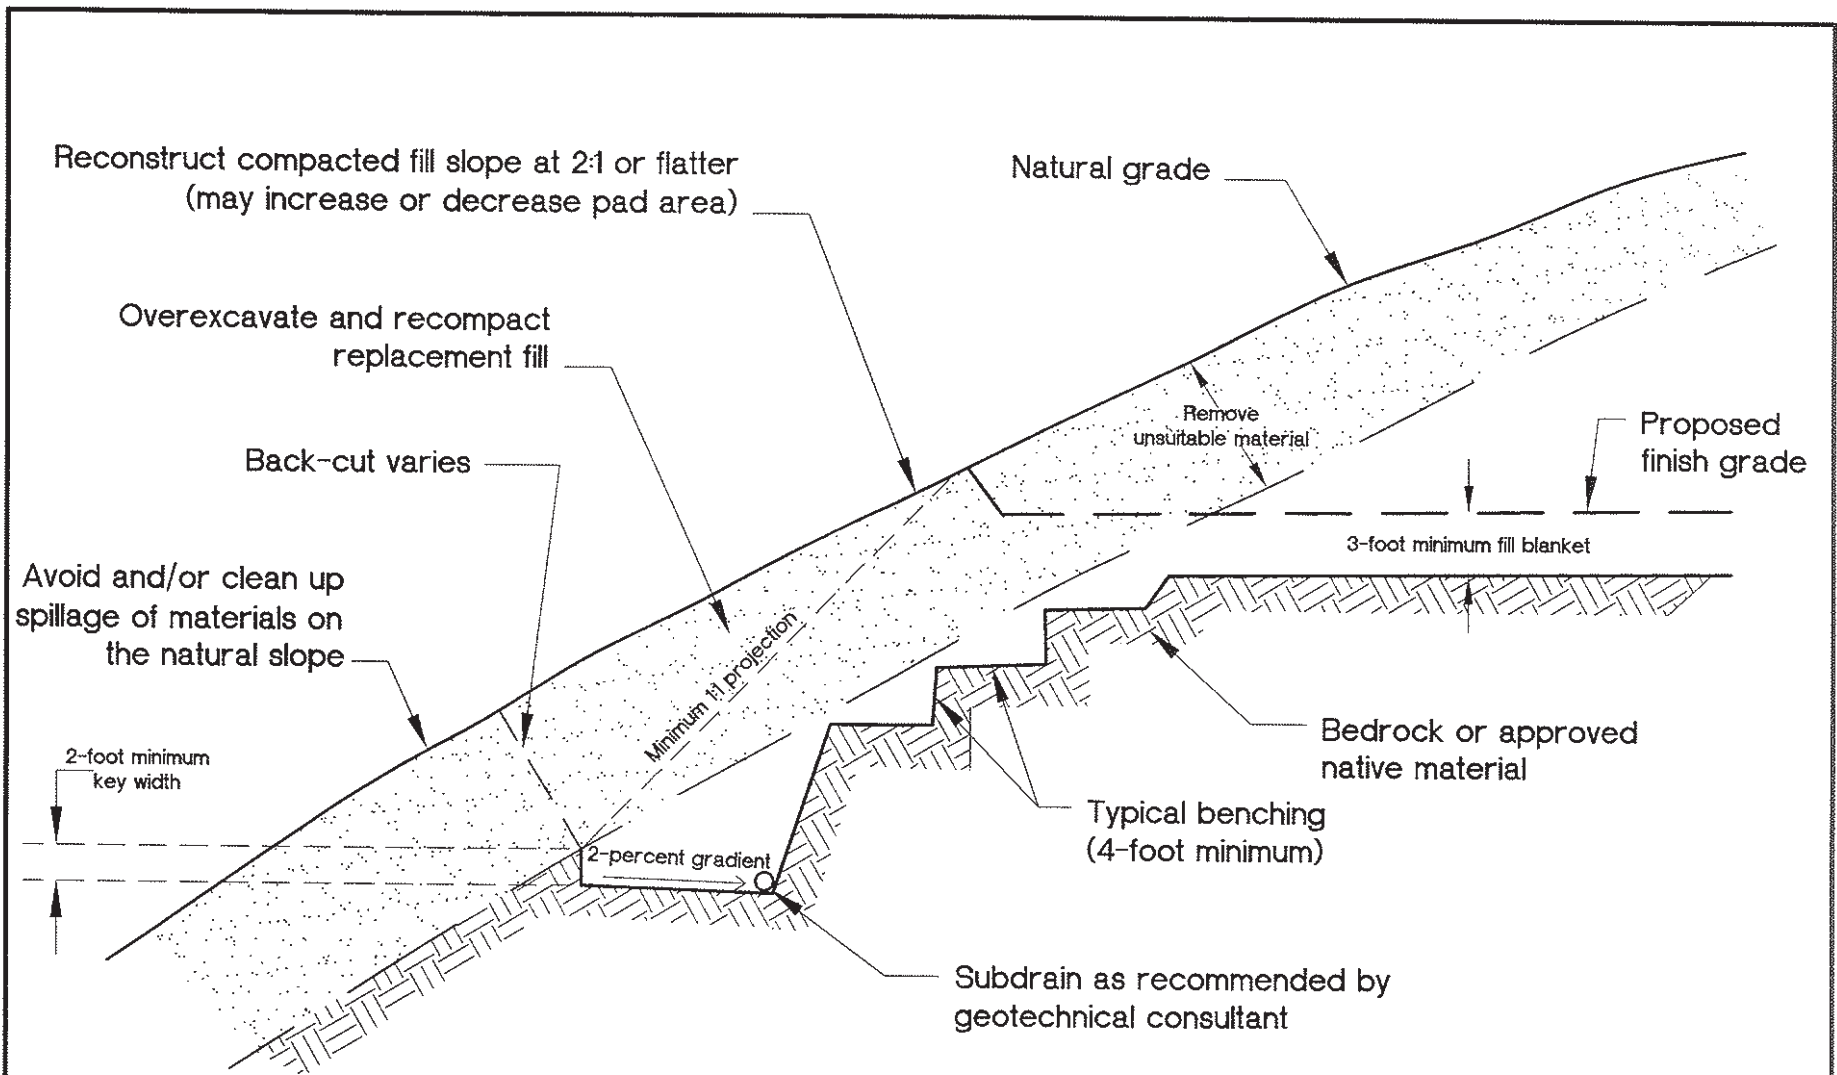 Reconstruct compacted fill slope at 2:1 or flatter
(may increase or decrease pad area)
Natural grade
Overexcavate and recompact
replacement fill
Remove
unsuitable material
Proposed
finish grade
Back-cut varies
3-foot minimum fill blanket
Avoid and/or clean up
spillage of materials on
the natural slope
Minimum 1:1 projection
2-foot minimum
key width
Bedrock or approved
native material
Typical benching
(4-foot minimum)
2-percent gradient
Subdrain as recommended by
geotechnical consultant